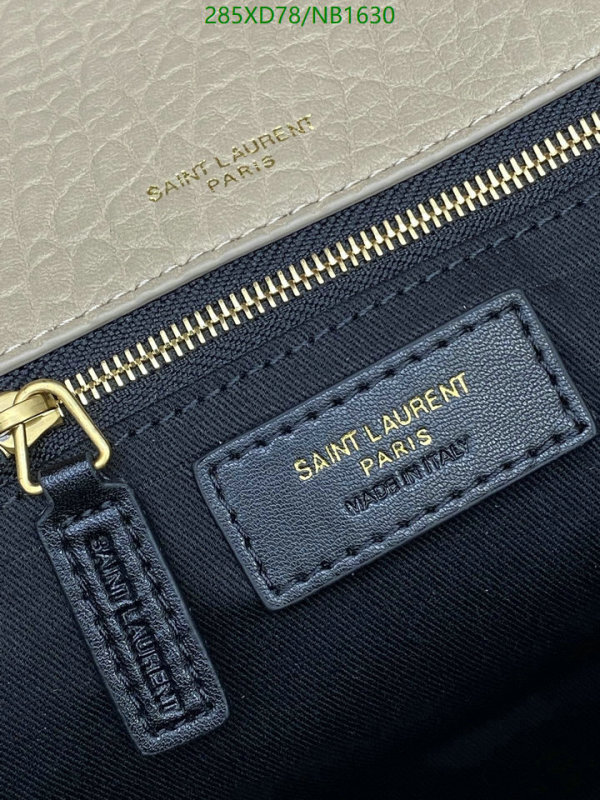 285XD78/NB1630
SAINT LAURENT
PARIS
SAINT LAURENT
PARIS
MADE IN ITALY
SAINT LAURENT